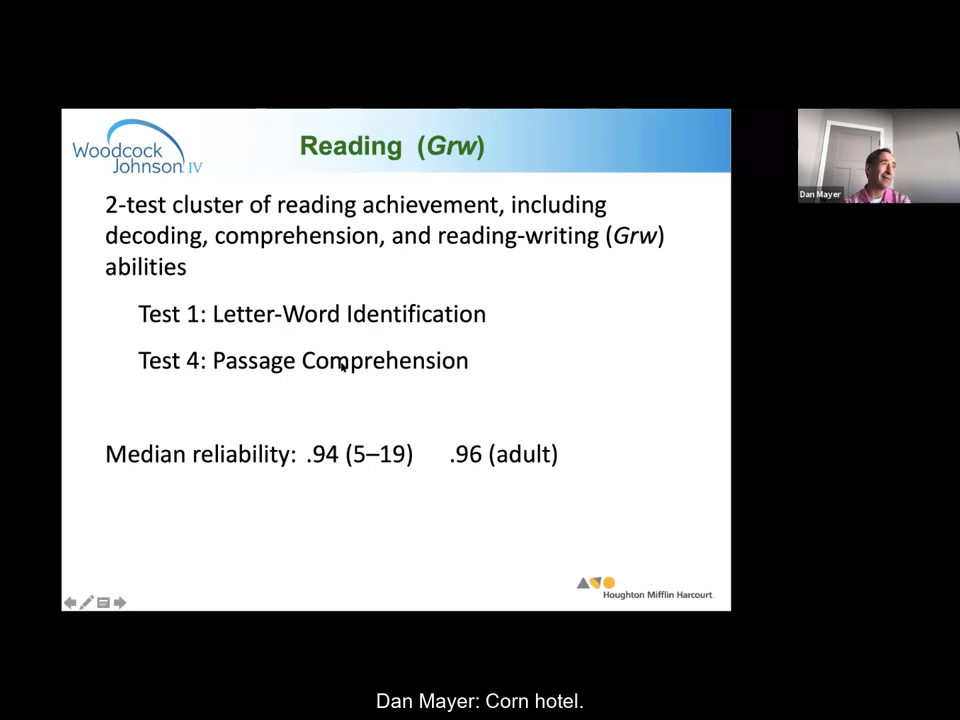 Woodcock
Johnson IV
Reading (Grw)
2-test cluster of reading achievement, including
decoding, comprehension, and reading-writing (Grw)
abilities
Test 1: Letter-Word Identification
Test 4: Passage Comprehension
Median reliability: .94 (5–19) .96 (adult)
Houghton Mifflin Harcourt
Dan Mayer
Dan Mayer: Corn hotel.